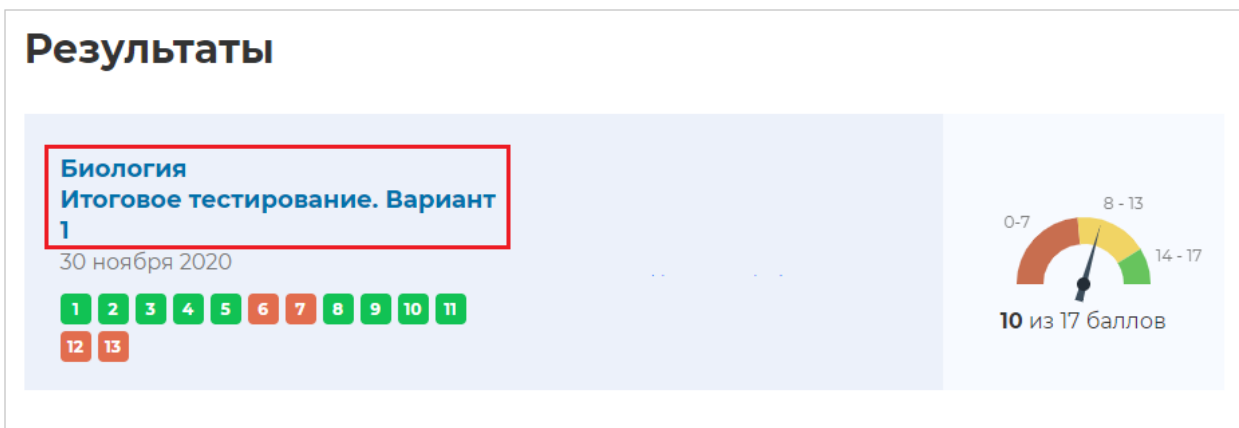 Результаты
Биология
Итоговое тестирование. Вариант
1
30 ноября 2020
1 2 3 4 5 6 7 8 9 10 11
12 13
0-7
8 - 13
14 - 17
10 из 17 баллов